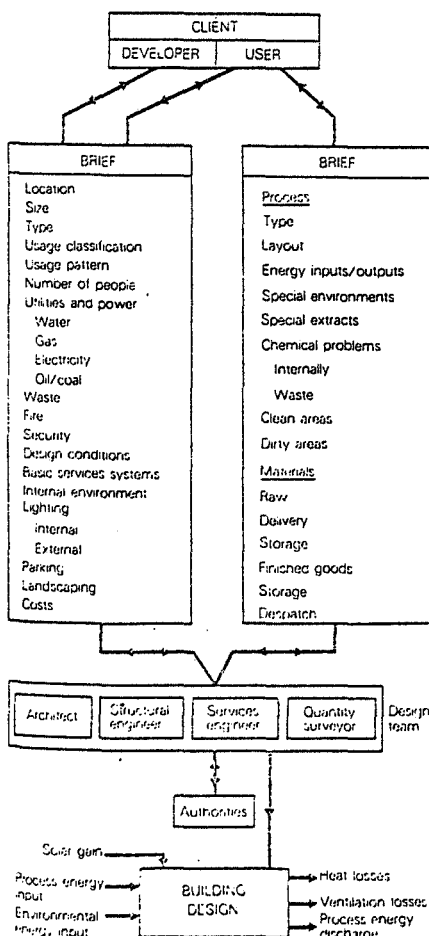 CLIENT
DEVELOPER USER
BRIEF
Location
Size
Type
Usage classification
Usage pattern
Number of people
Utilities and power
Water
Gas
Electricity
Oil/coal
Waste
Fire
Security
Design conditions
Basic services systems
Internal environment
Lighting
Internal
External
Parking
Landscaping
Costs
BRIEF
Process
Type
Layout
Energy inputs/outputs
Special environments
Special extracts
Chemical problems
Internally
Waste
Clean areas
Dirty areas
Materials
Raw
Delivery
Storage
Finished goods
Storage
Despatch
Architect
Structural
engineer
Services
engineer
Quantity
surveyor
Design
team
Authorities
Solar gain
Process energy
input
Environmental
energy input
BUILDING
DESIGN
Heat losses
Ventilation losses
Process energy
discharge